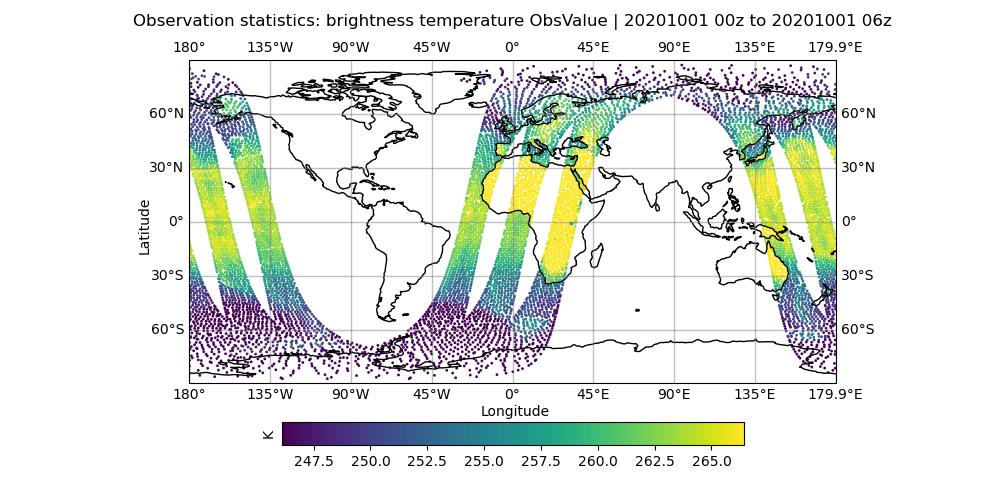 Observation statistics: brightness temperature ObsValue | 20201001 00z to 20201001 06z
180° 135°W 90°W 45°W 0° 45°E 90°E 135°E 179.9°E
60°N 60°N
30°N 30°N
0° 0°
30°S 30°S
60°S 60°S
Latitude
180° 135°W 90°W 45°W 0° 45°E 90°E 135°E 179.9°E
Longitude
K
247.5 250.0 252.5 255.0 257.5 260.0 262.5 265.0